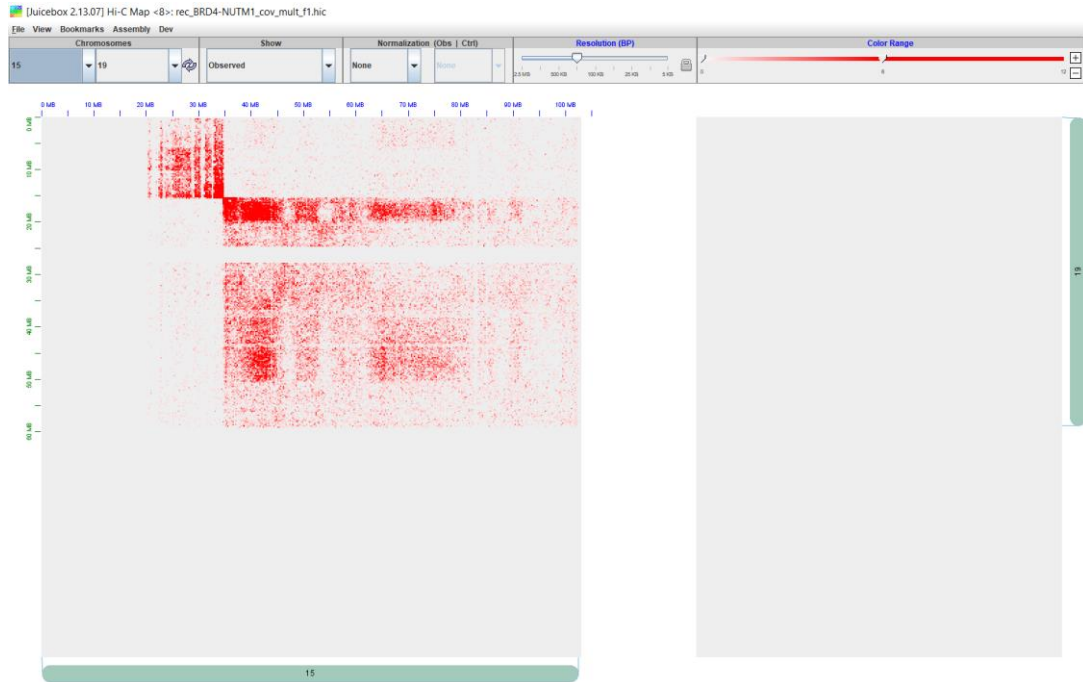 [Juicebox 2.13.07] Hi-C Map <8>: rec_BRD4-NUTM1_cov_mult_f1.hic
File View Bookmarks Assembly Dev
Chromosomes Show Normalization (Obs | Ctrl) Resolution (BP) Color Range
15 19 Observed None None
2.5 MB 500 KB 100 KB 25 KB 5 KB 0 6 12
0 MB 10 MB 20 MB 30 MB 40 MB 50 MB 60 MB 70 MB 80 MB 90 MB 100 MB
0 MB
10 MB
20 MB
30 MB
40 MB
50 MB
60 MB
19
15